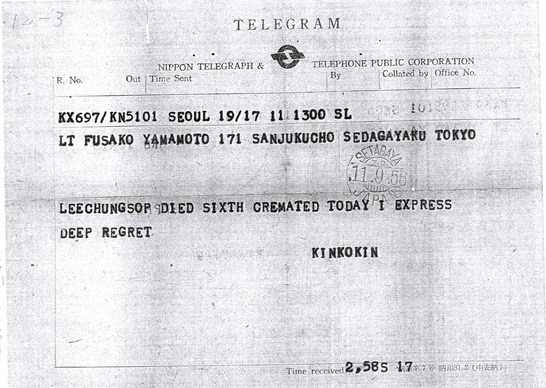 12-3
TELEGRAM
NIPPON TELEGRAPH & TELEPHONE PUBLIC CORPORATION
R. No. Out Time Sent By Collated by Office No.
KX697/KN5101 SEOUL 19/17 11 1300 SL
LT FUSAKO YAMAMOTO 171 SANJUKUCHO SEDAGAYAKU TOKYO
SETAGAYA
11.9.56
LEECHUNGSOP DIED SIXTH CREMATED TODAY I EXPRESS
DEEP REGRET
KINKOKIN
Time received 2,58S 17